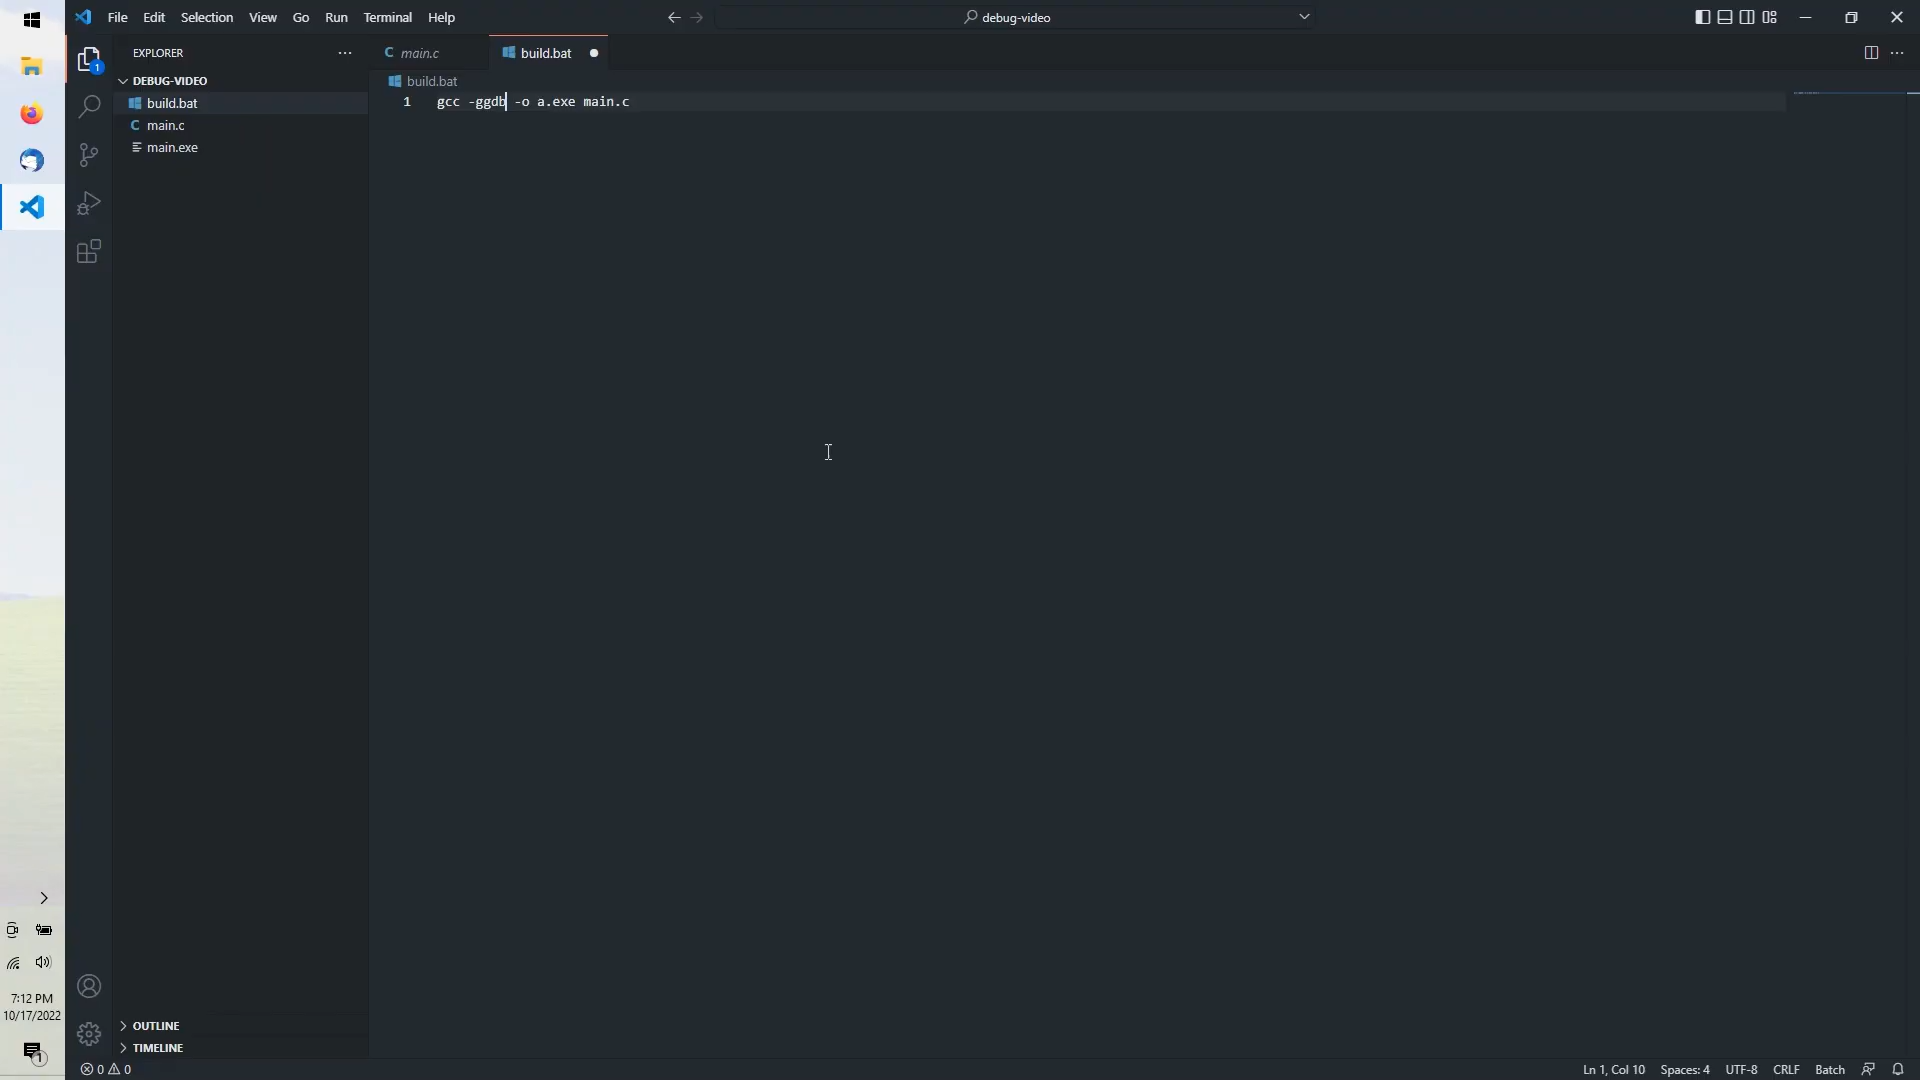 File Edit Selection View Go Run Terminal Help
debug-video
EXPLORER
main.c
build.bat
DEBUG-VIDEO
build.bat
main.c
main.exe
build.bat
1 gcc -ggdb -o a.exe main.c
1
7:12 PM
10/17/2022
1
OUTLINE
TIMELINE
0 0
Ln 1, Col 10 Spaces: 4 UTF-8 CRLF Batch